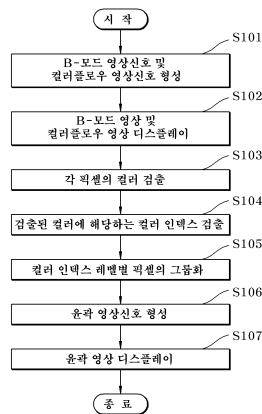 시 작
S101
B-모드 영상신호 및
컬러플로우 영상신호 형성
S102
B-모드 영상 및
컬러플로우 영상 디스플레이
S103
각 픽셀의 컬러 검출
S104
검출된 컬러에 해당하는 컬러 인덱스 검출
S105
컬러 인덱스 레벨별 픽셀의 그룹화
S106
윤곽 영상신호 형성
S107
윤곽 영상 디스플레이
종 료